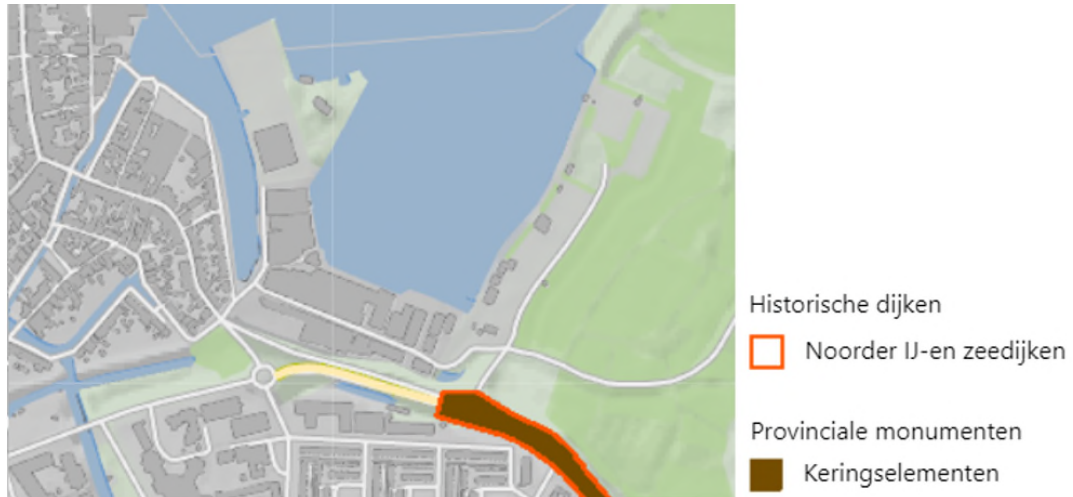 Historische dijken
Noorder IJ-en zeedijken
Provinciale monumenten
Keringselementen